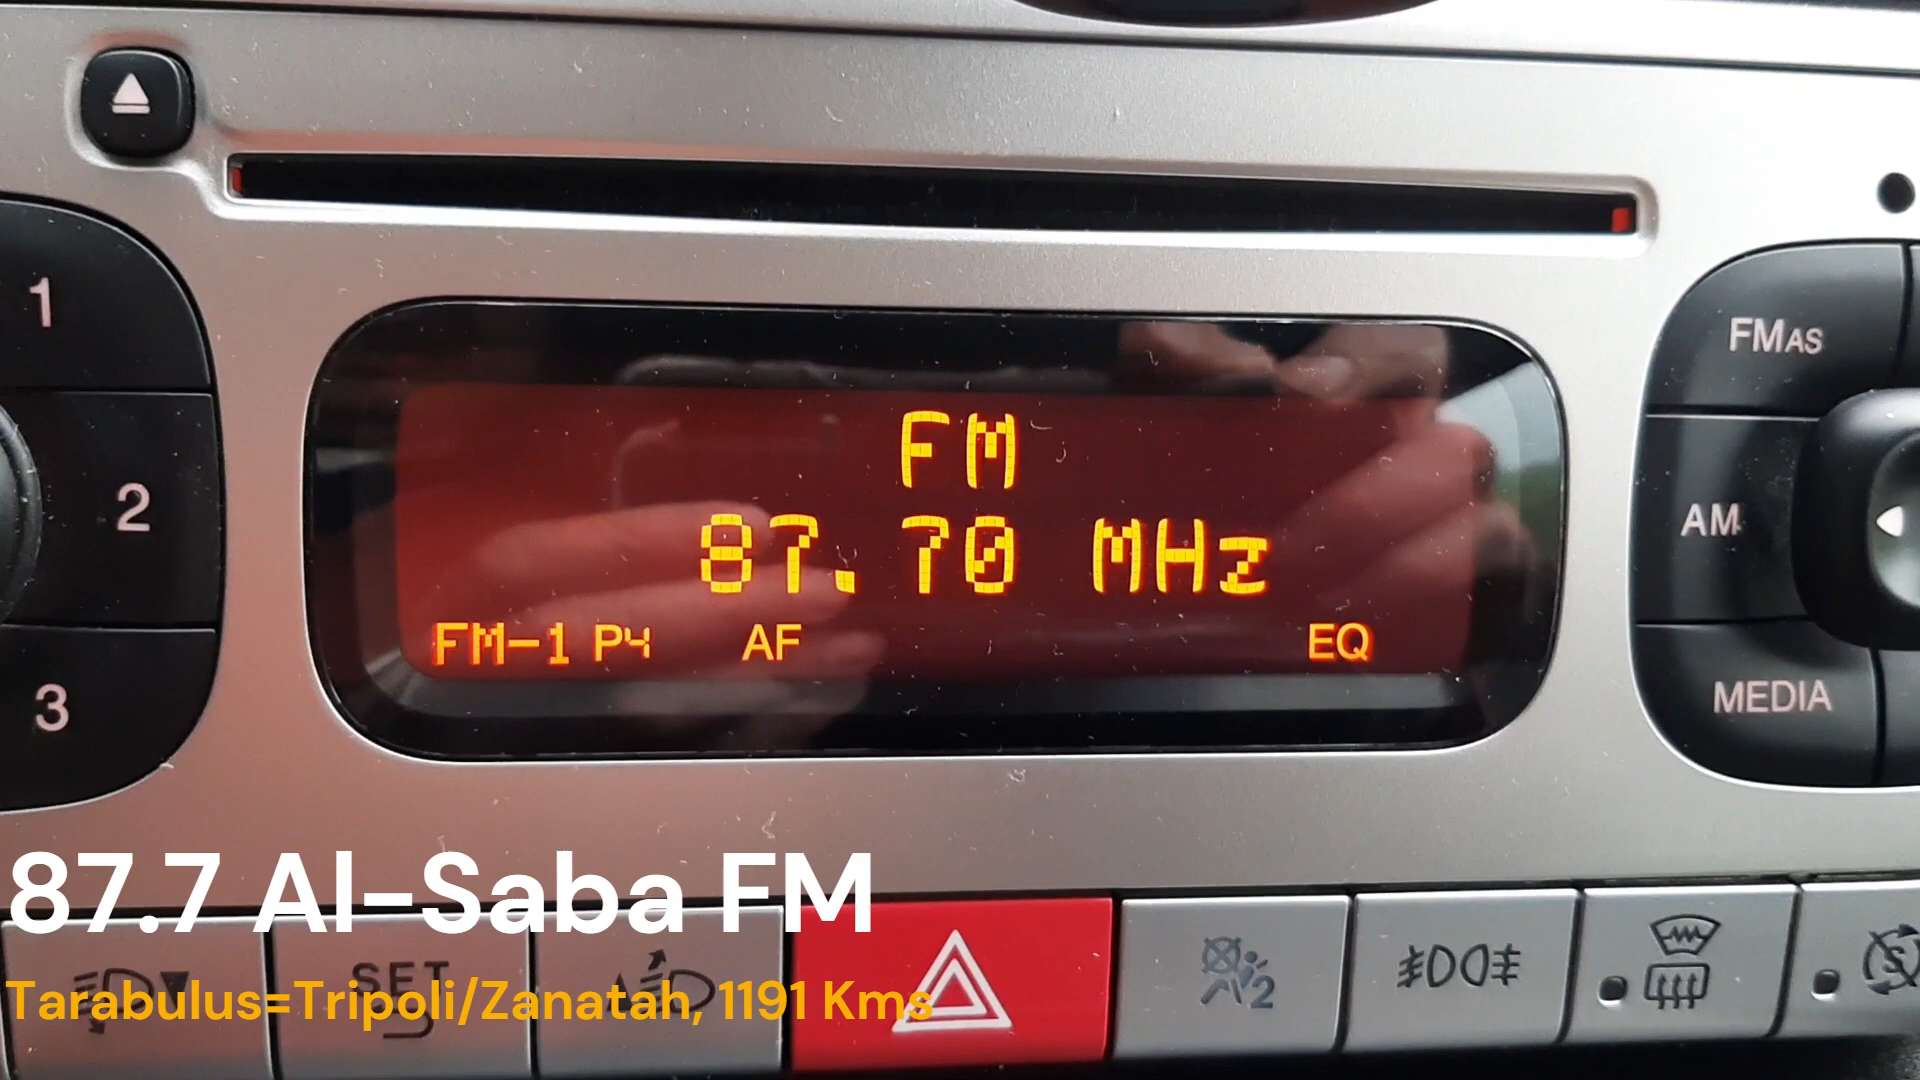 1
2
3
FMAS
AM
MEDIA
FM
87.70 MHz
FM-1 P4 AF EQ
87.7 Al-Saba FM
SET
2
Tarabulus=Tripoli/Zanatah, 1191 Kms